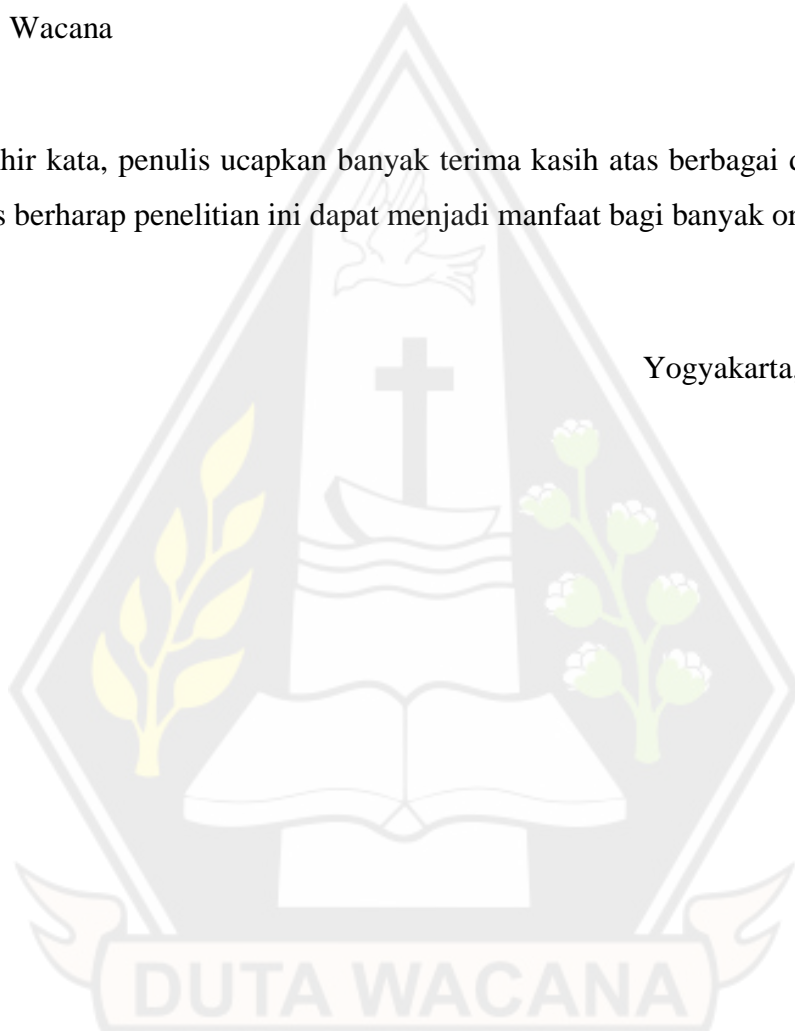 Wacana
hir kata, penulis ucapkan banyak terima kasih atas berbagai
berharap penelitian ini dapat menjadi manfaat bagi banyak
Yogyakarta,
DUTA WACANA